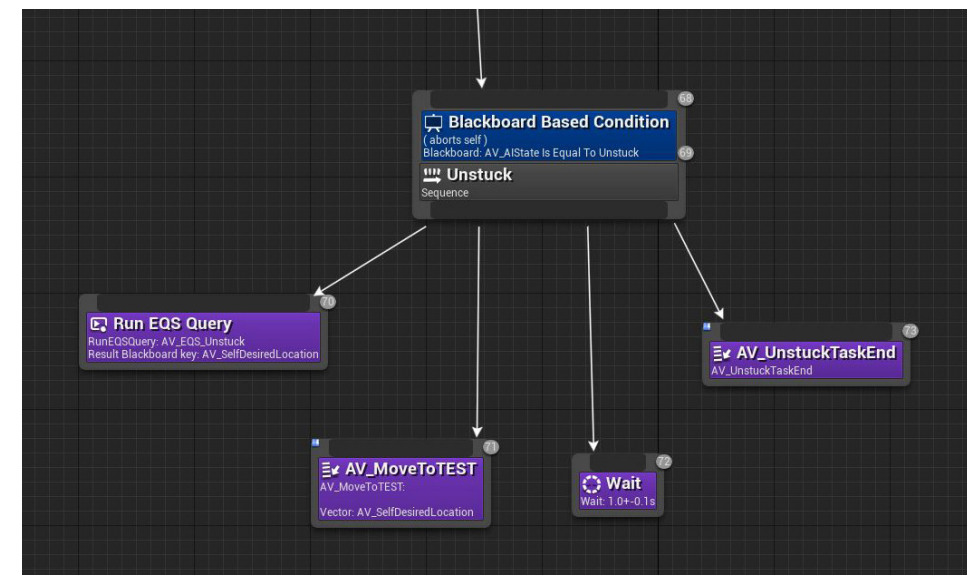 68
Blackboard Based Condition
( aborts self )
Blackboard: AV_AIState Is Equal To Unstuck
69
Unstuck
Sequence
70
Run EQS Query
RunEQSQuery: AV_EQS_Unstuck
Result Blackboard key: AV_SelfDesiredLocation
73
AV_UnstuckTaskEnd
AV_UnstuckTaskEnd
71
AV_MoveToTEST
AV_MoveToTEST:
Vector: AV_SelfDesiredLocation
72
Wait
Wait: 1.0+-0.1s